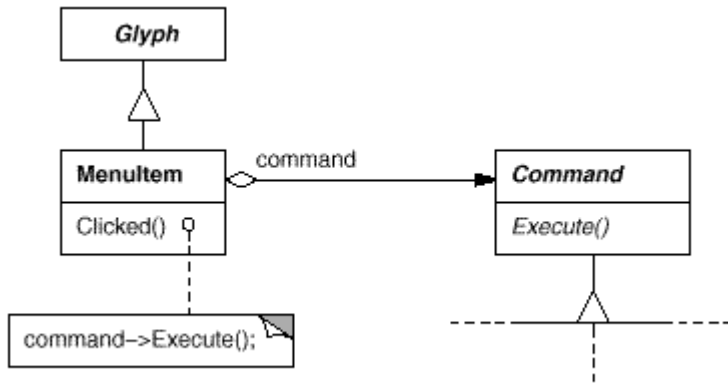 Glyph
MenuItem
command
Command
Clicked()
Execute()
command->Execute();